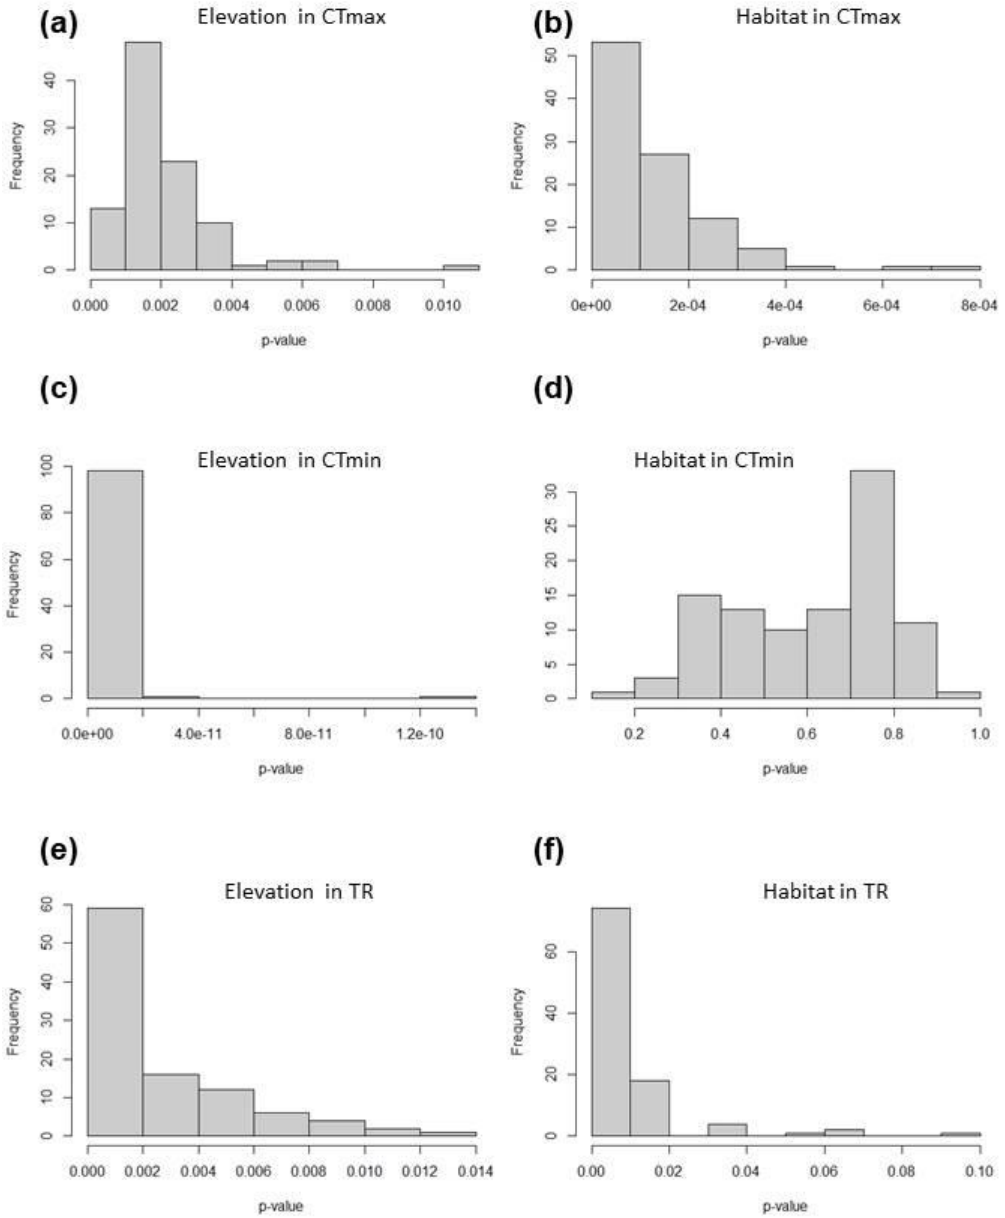 (a) Elevation in CTmax
Frequency
0 10 20 30 40
0.000 0.002 0.004 0.006 0.008 0.010
p-value
(b) Habitat in CTmax
Frequency
0 10 20 30 40 50
0e+00 2e-04 4e-04 6e-04 8e-04
p-value
(c)
Elevation in CTmin
Frequency
0 20 40 60 80 100
0.0e+00 4.0e-11 8.0e-11 1.2e-10
p-value
(d)
Habitat in CTmin
0 5 10 15 20 25 30
0.2 0.4 0.6 0.8 1.0
p-value
(e)
Elevation in TR
Frequency
0 10 20 30 40 50 60
0.000 0.002 0.004 0.006 0.008 0.010 0.012 0.014
p-value
(f)
Habitat in TR
Frequency
0 20 40 60
0.00 0.02 0.04 0.06 0.08 0.10
p-value